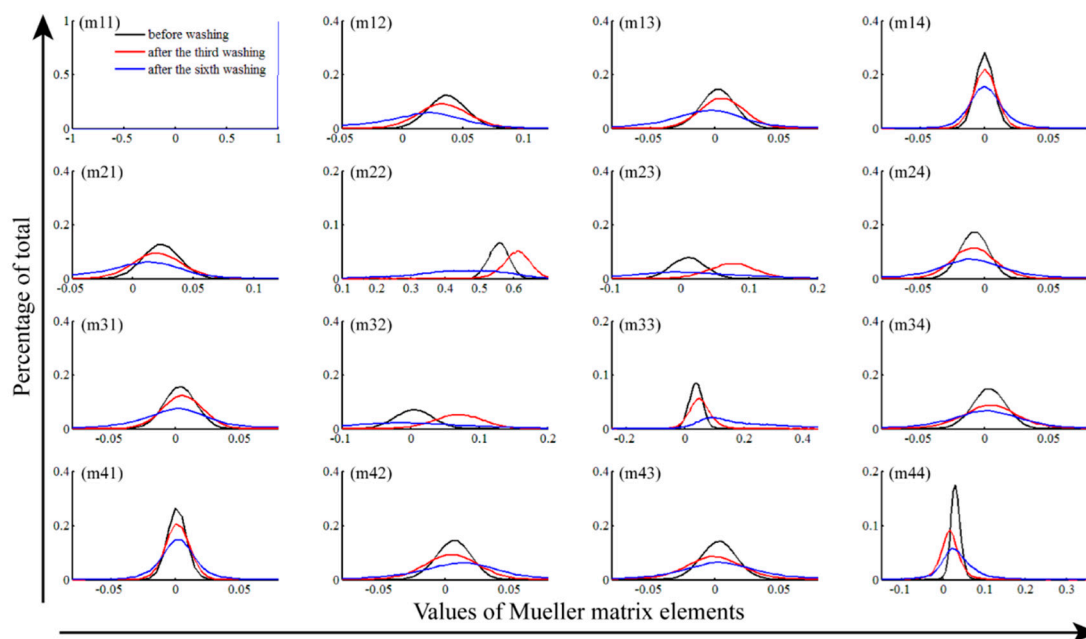 Percentage of total
(m11)
before washing
after the third washing
after the sixth washing
1
0.5
0
-1 -0.5 0 0.5 1
(m12)
0.4
0.2
0
-0.05 0 0.05 0.1
(m13)
0.4
0.2
0
-0.05 0 0.05
(m14)
0.4
0.2
0
-0.05 0 0.05
(m21)
0.4
0.2
0
-0.05 0 0.05 0.1
(m22)
0.4
0.2
0
0.1 0.2 0.3 0.4 0.5 0.6
(m23)
0.4
0.2
0
-0.1 0 0.1 0.2
(m24)
0.4
0.2
0
-0.05 0 0.05
(m31)
0.4
0.2
0
-0.05 0 0.05
(m32)
0.4
0.2
0
-0.1 0 0.1 0.2
(m33)
0.2
0.1
0
-0.2 0 0.2 0.4
(m34)
0.4
0.2
0
-0.05 0 0.05
(m41)
0.4
0.2
0
-0.05 0 0.05
(m42)
0.4
0.2
0
-0.05 0 0.05
(m43)
0.4
0.2
0
-0.05 0 0.05
(m44)
0.2
0.1
0
-0.1 0 0.1 0.2 0.3
Values of Mueller matrix elements